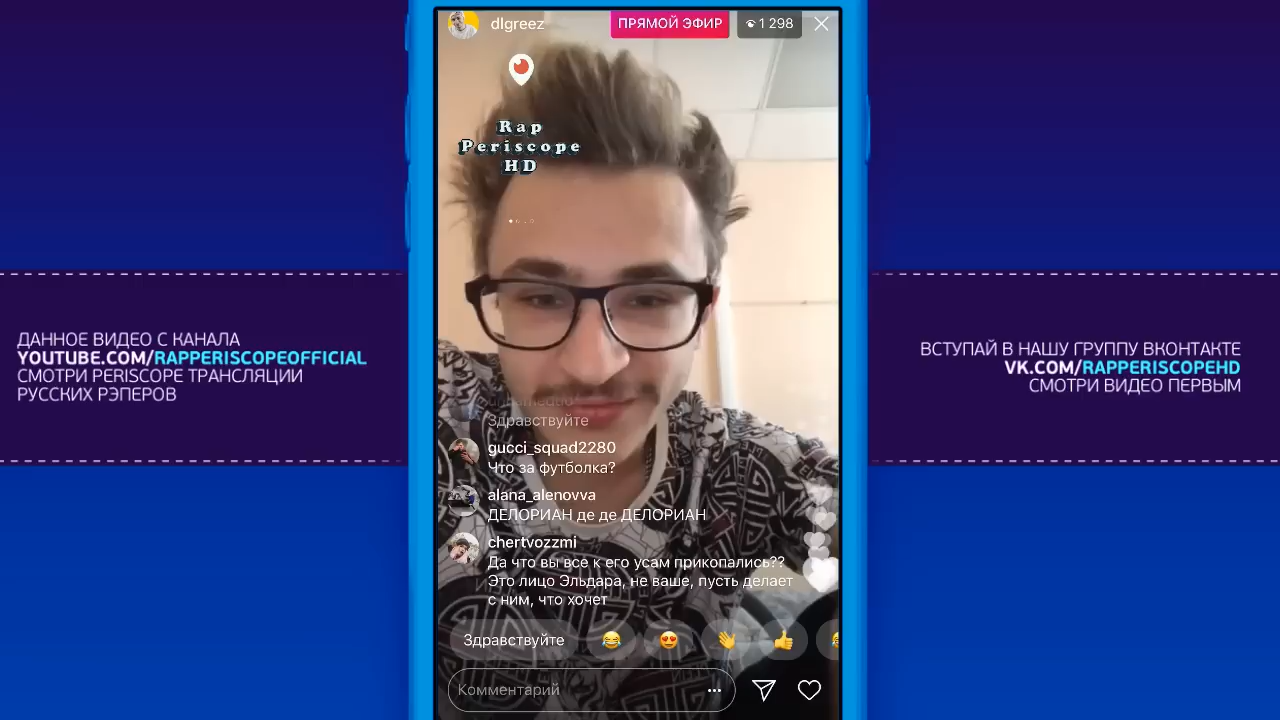 dlgreez
ПРЯМОЙ ЭФИР
1 298
Rap
Periscope
HD
ДАННОЕ ВИДЕО С КАНАЛА
YOUTUBE.COM/RAPPERISCOPEOFFICIAL
СМОТРИ PERISCOPE ТРАНСЛЯЦИИ
РУССКИХ РЭПЕРОВ
ВСТУПАЙ В НАШУ ГРУППУ ВКОНТАКТЕ
VK.COM/RAPPERISCOPEHD
СМОТРИ ВИДЕО ПЕРВЫМ
Здравствуйте
gucci_squad2280
Что за футболка?
alana_alenovva
ДЕЛОРИАН де де ДЕЛОРИАН
chertvozzmi
Да что вы все к его усам прикопались??
Это лицо Эльдара, не ваше, пусть делает
с ним, что хочет
Здравствуйте
Комментарий